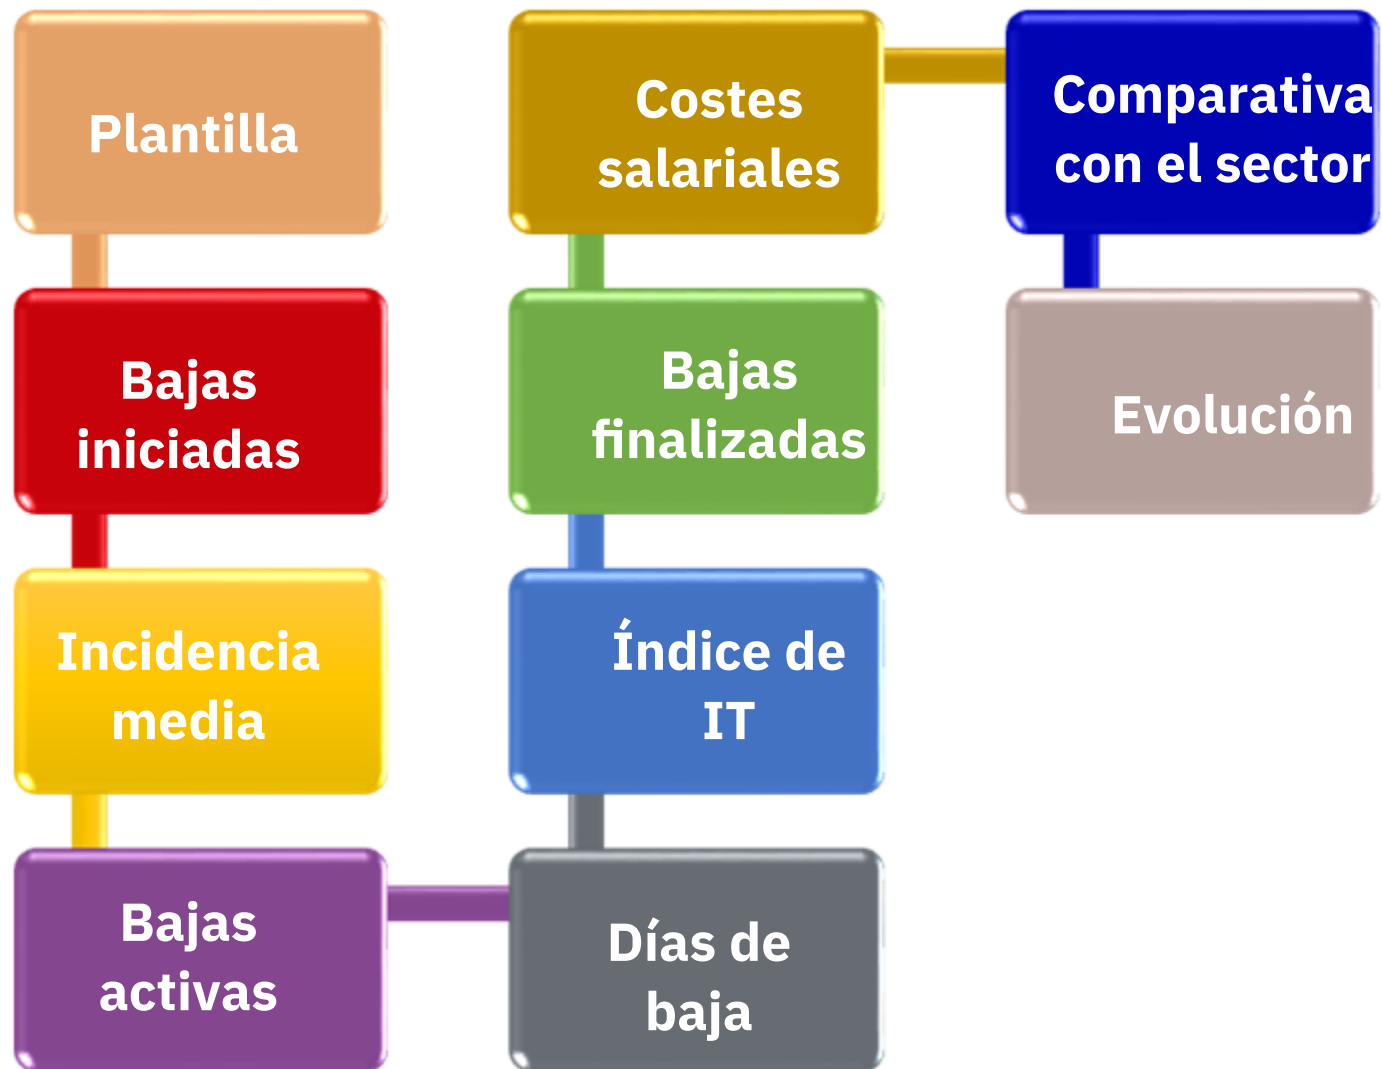 Plantilla
Bajas
iniciadas
Incidencia
media
Bajas
activas
Días de
baja
Índice de
IT
Bajas
finalizadas
Costes
salariales
Comparativa
con el sector
Evolución